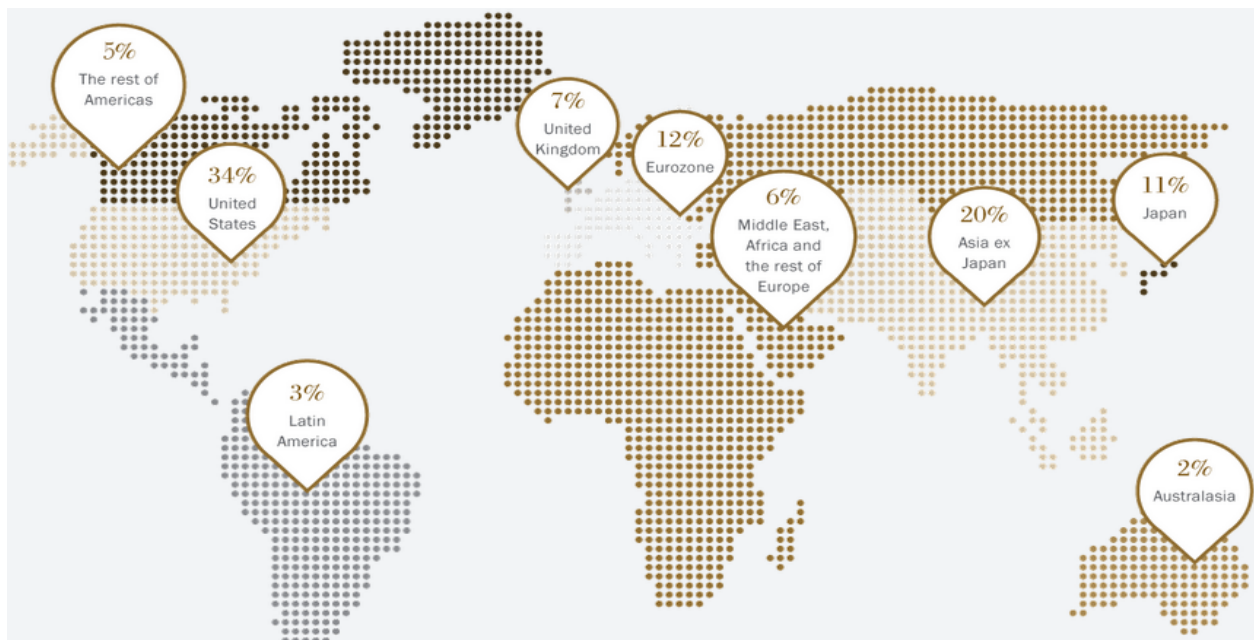 5%
The rest of
Americas
34%
United
States
3%
Latin
America
7%
United
Kingdom
12%
Eurozone
6%
Middle East,
Africa and
the rest of
Europe
20%
Asia ex
Japan
11%
Japan
2%
Australasia